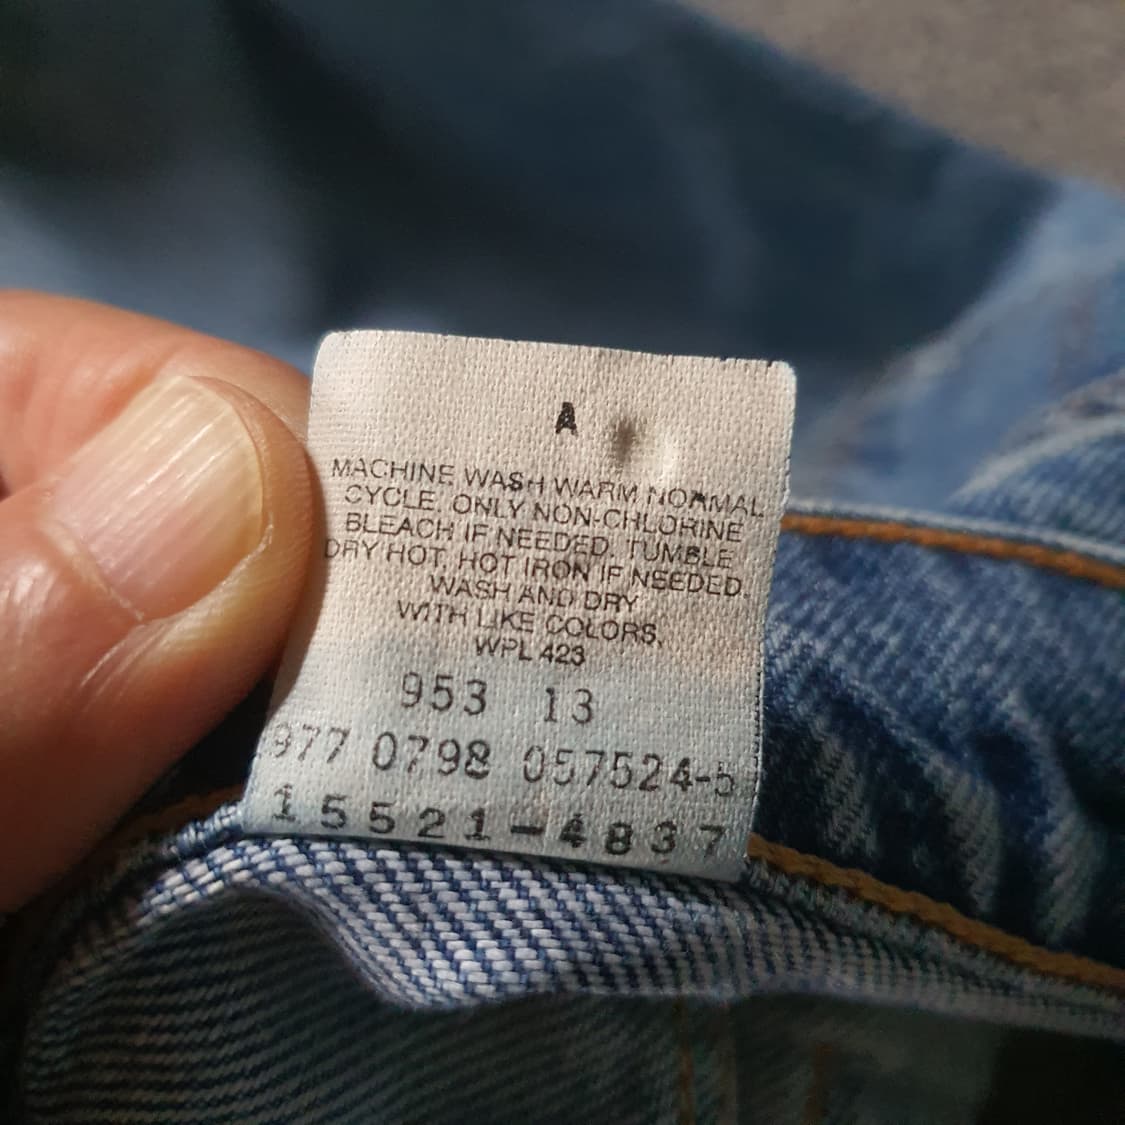 A
MACHINE WASH WARM NORMAL
CYCLE. ONLY NON-CHLORINE
BLEACH IF NEEDED. TUMBLE
DRY HOT. HOT IRON IF NEEDED.
WASH AND DRY
WITH LIKE COLORS,
WPL 423
953 13
977 0798 057524-5
15521-4837